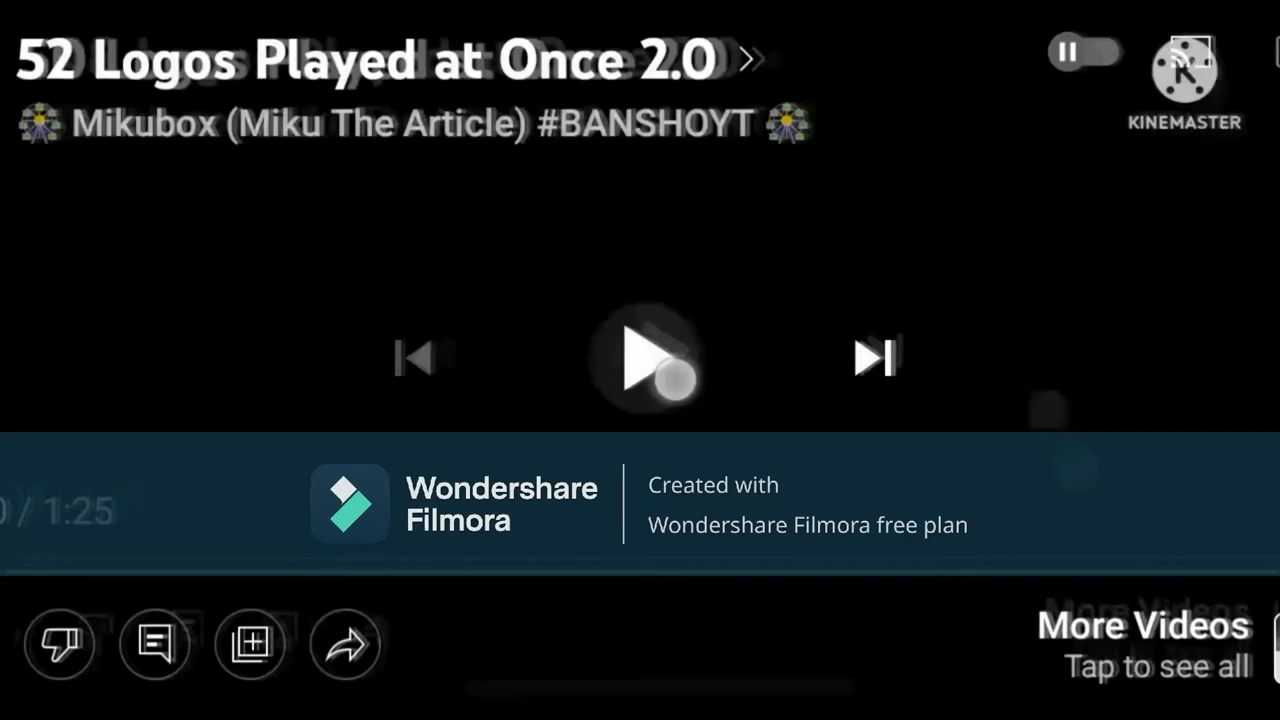 52 Logos Played at Once 2.0
Mikubox (Miku The Article) #BANSHOYT
KINEMASTER
Wondershare
Filmora
Created with
Wondershare Filmora free plan
/ 1:25
More Videos
Tap to see all